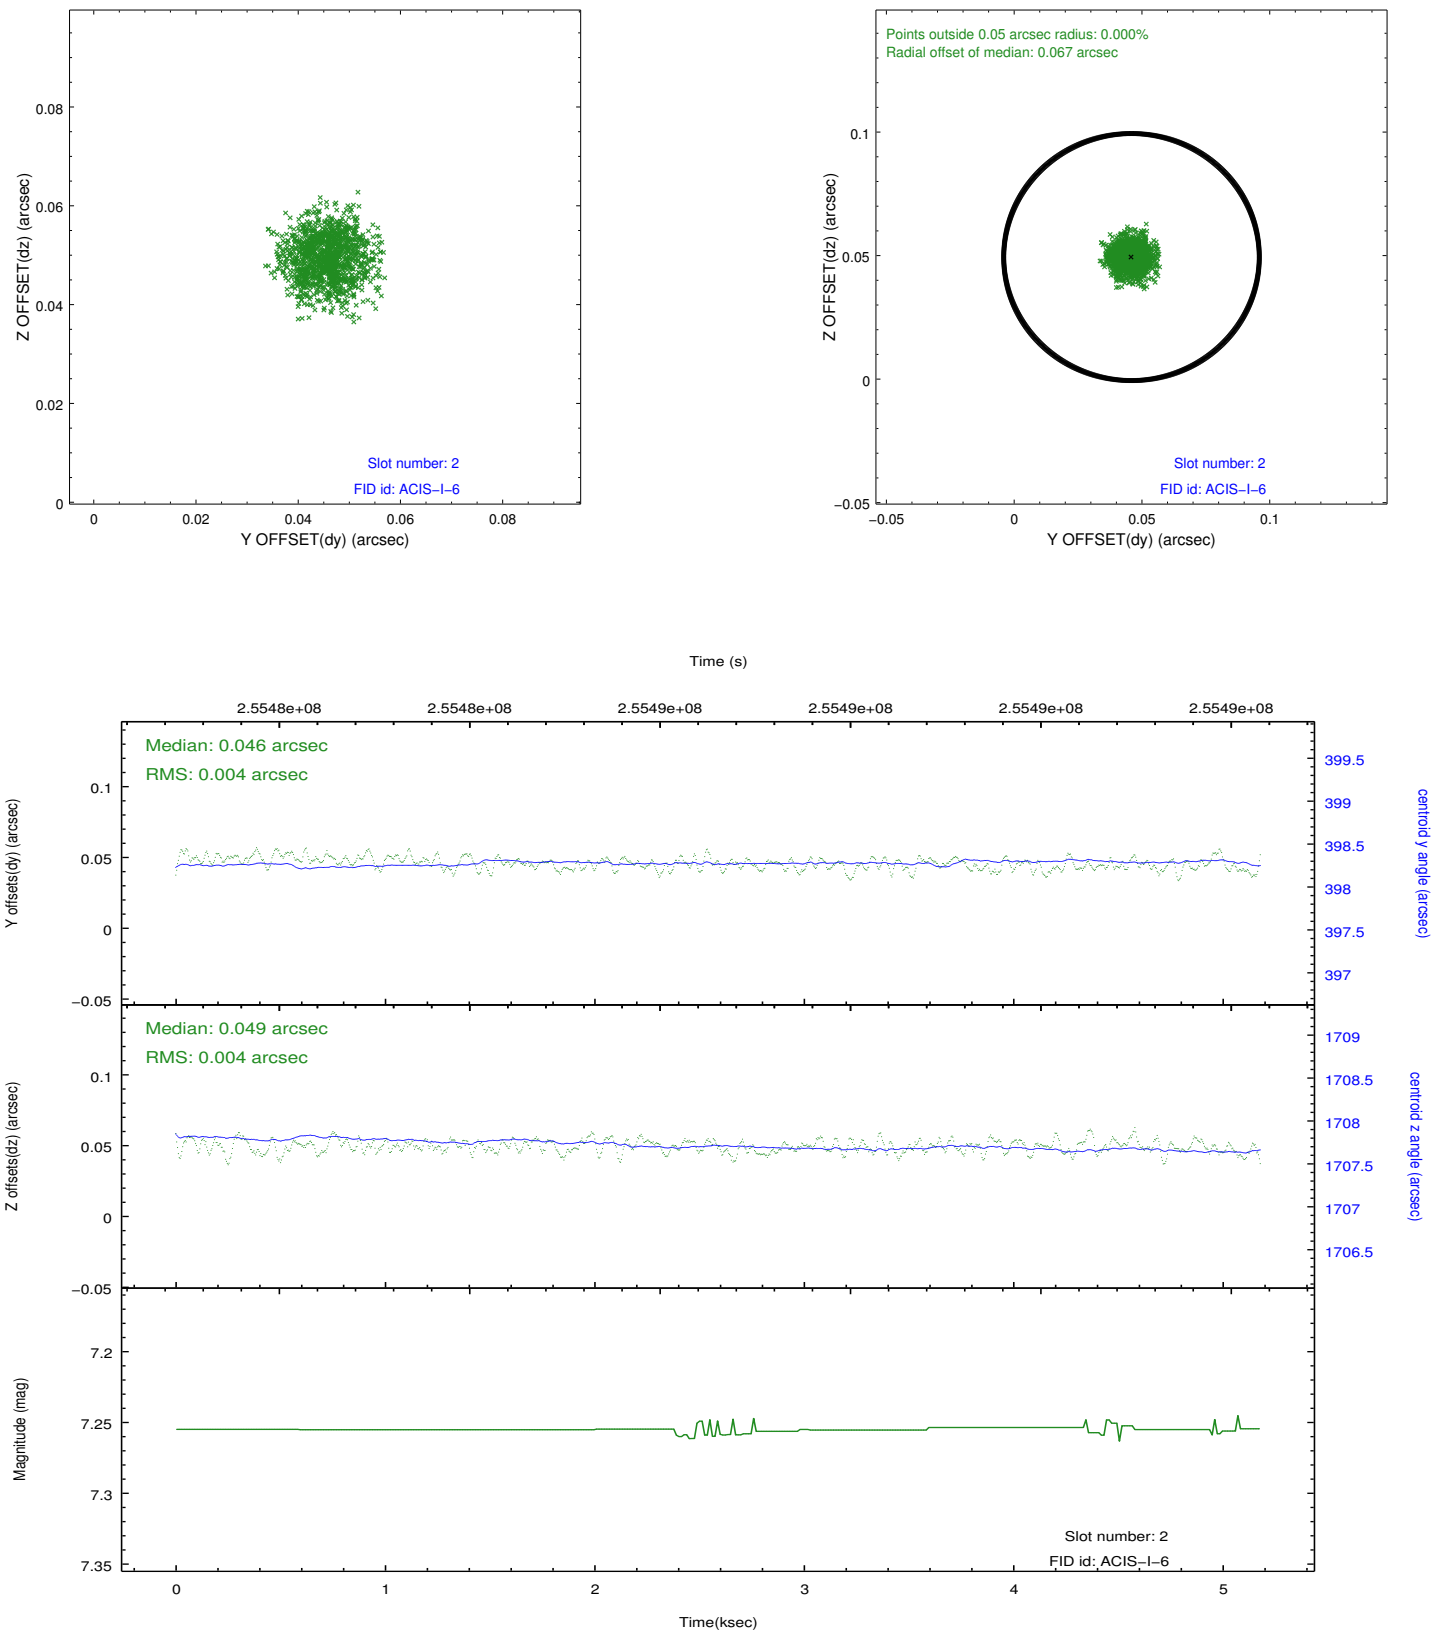 0.08
0.06
0.04
0.02
0
Z OFFSET(dz) (arcsec)
Slot number: 2
FID id: ACIS−I−6
0
0.02
0.04
0.06
0.08
Y OFFSET(dy) (arcsec)
Points outside 0.05 arcsec radius: 0.000%
Radial offset of median: 0.067 arcsec
0.1
0.05
0
−0.05
Z OFFSET(dz) (arcsec)
Slot number: 2
FID id: ACIS−I−6
−0.05
0
0.05
0.1
Y OFFSET(dy) (arcsec)
Time (s)
2.5548e+08
2.5548e+08
2.5549e+08
2.5549e+08
2.5549e+08
2.5549e+08
Median: 0.046 arcsec
RMS: 0.004 arcsec
0.1
0.05
0
−0.05
Y offsets(dy) (arcsec)
399.5
399
398.5
398
397.5
397
centroid y angle (arcsec)
Median: 0.049 arcsec
RMS: 0.004 arcsec
0.1
0.05
0
−0.05
Z offsets(dz) (arcsec)
1709
1708.5
1708
1707.5
1707
1706.5
centroid z angle (arcsec)
7.2
7.25
7.3
7.35
Magnitude (mag)
Slot number: 2
FID id: ACIS−I−6
0
1
2
3
4
5
Time(ksec)